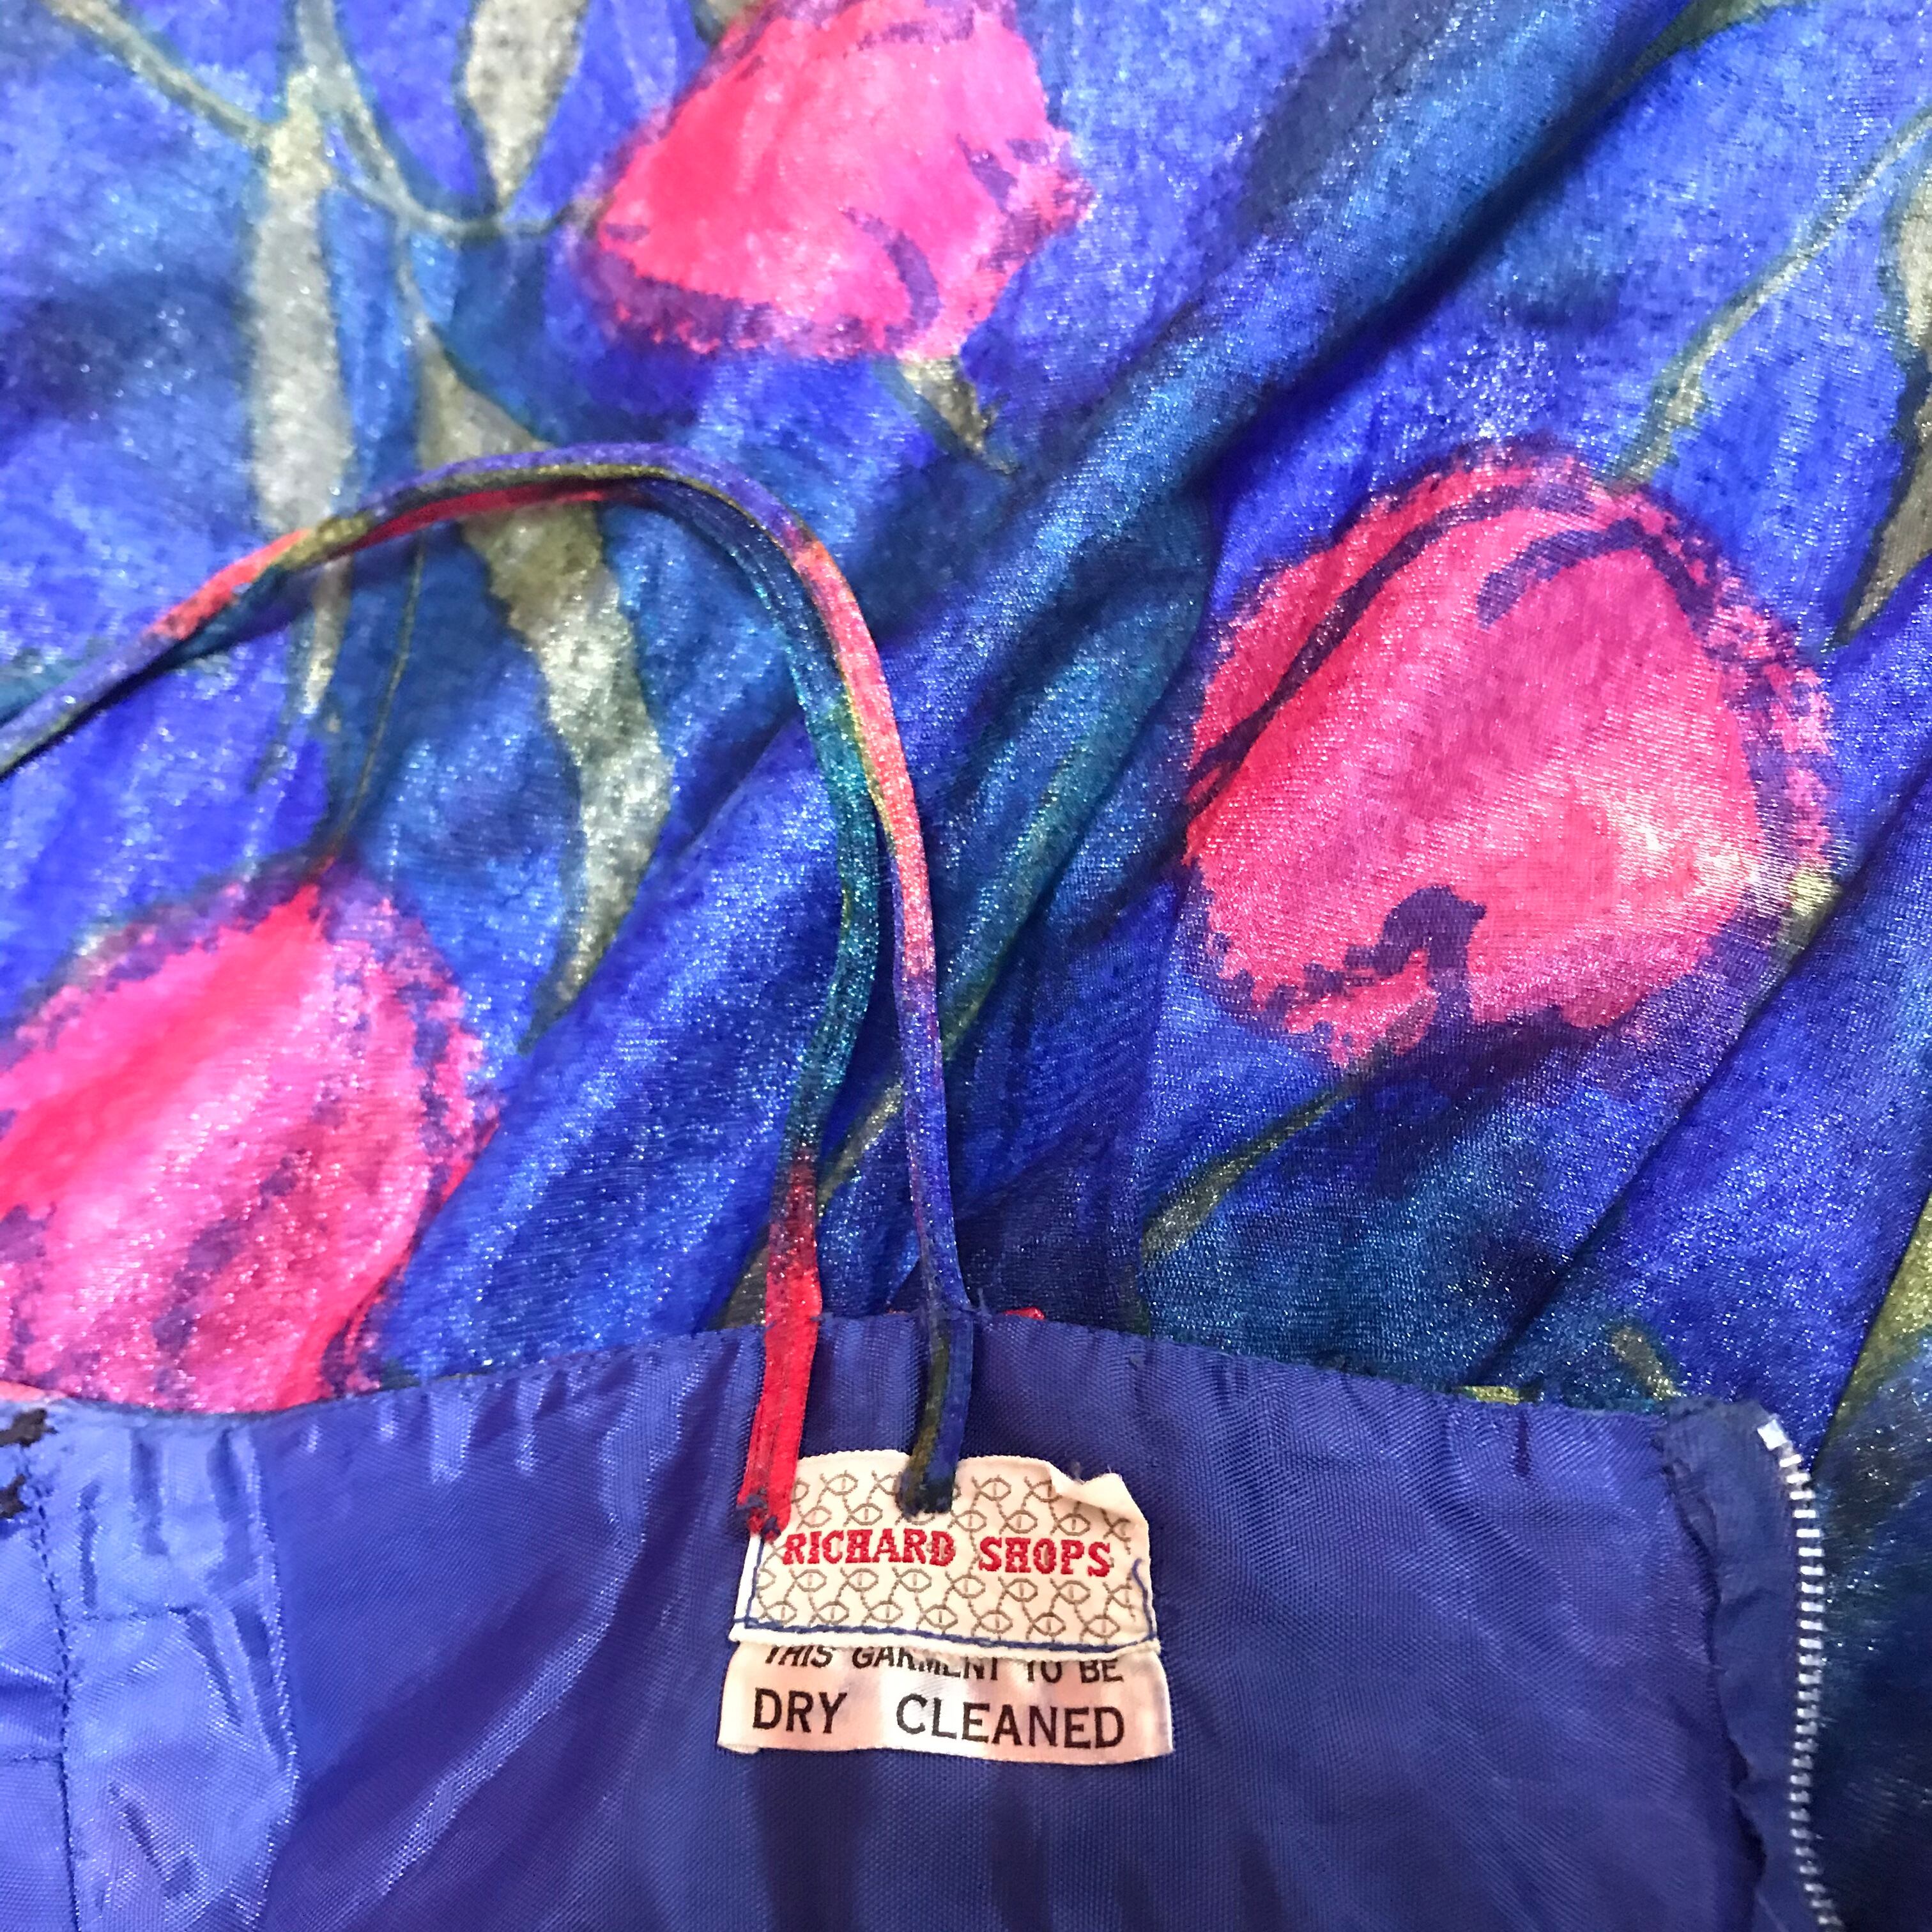 RICHARD SHOPS
THIS GARMENT TO BE
DRY CLEANED